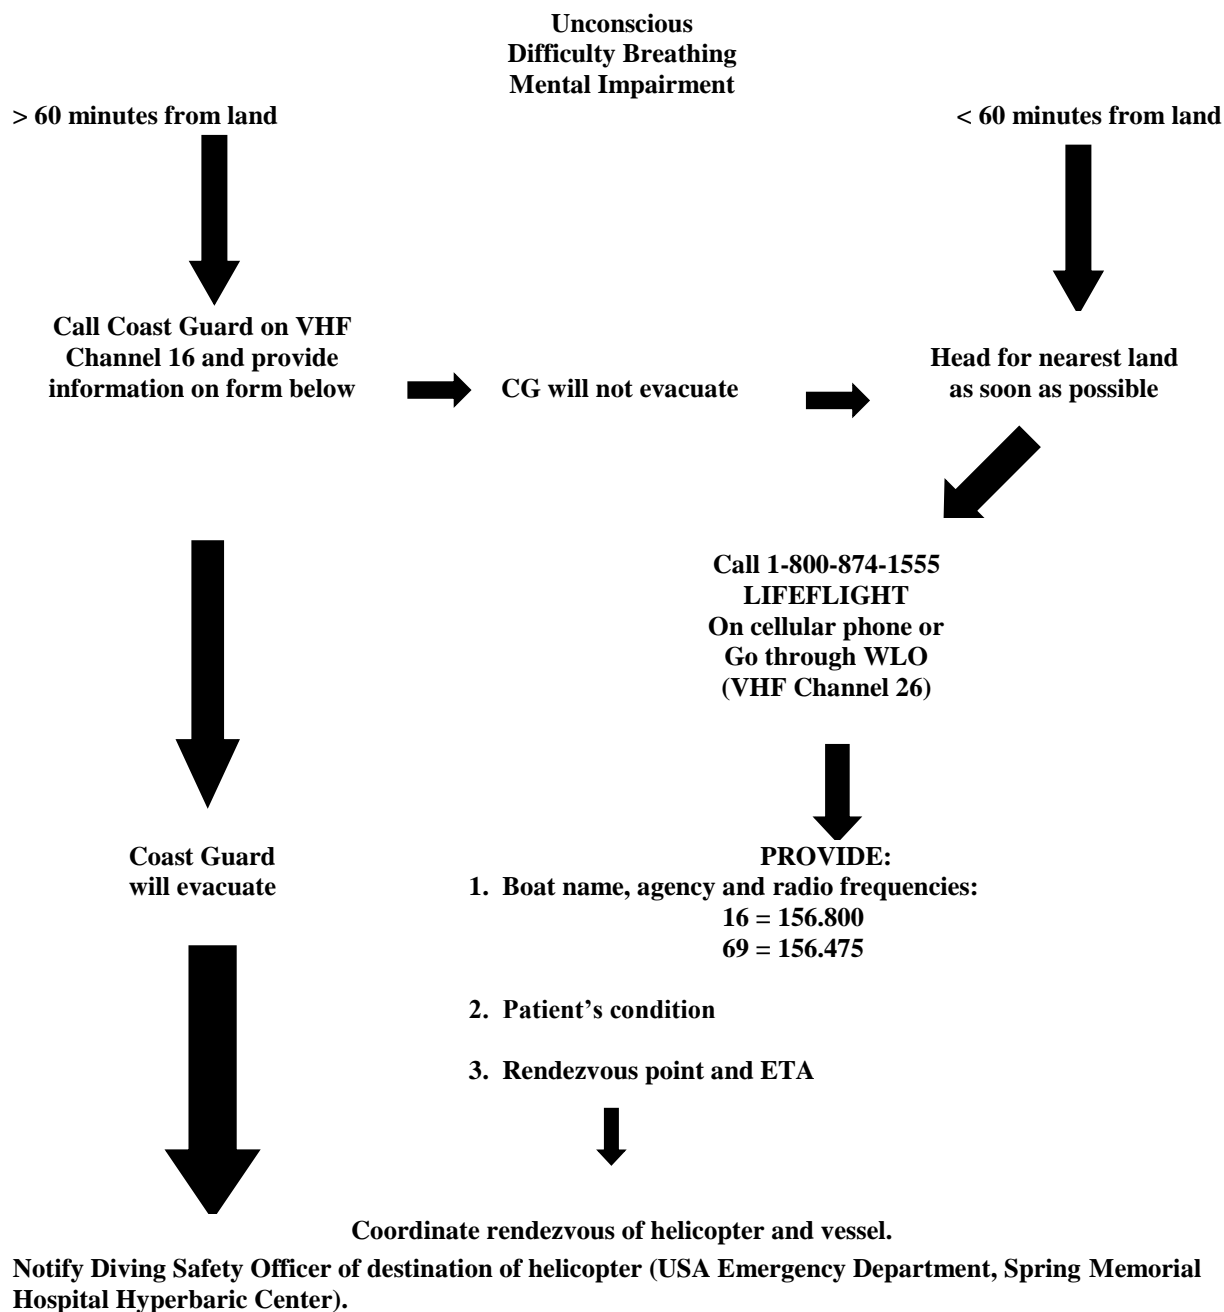 Unconscious
Difficulty Breathing
Mental Impairment
> 60 minutes from land
< 60 minutes from land
Call Coast Guard on VHF
Channel 16 and provide
information on form below
CG will not evacuate
Head for nearest land
as soon as possible
Call 1-800-874-1555
LIFEFLIGHT
On cellular phone or
Go through WLO
(VHF Channel 26)
Coast Guard
will evacuate
PROVIDE:
1. Boat name, agency and radio frequencies:
16 = 156.800
69 = 156.475
2. Patient’s condition
3. Rendezvous point and ETA
Coordinate rendezvous of helicopter and vessel.
Notify Diving Safety Officer of destination of helicopter (USA Emergency Department, Spring Memorial
Hospital Hyperbaric Center).